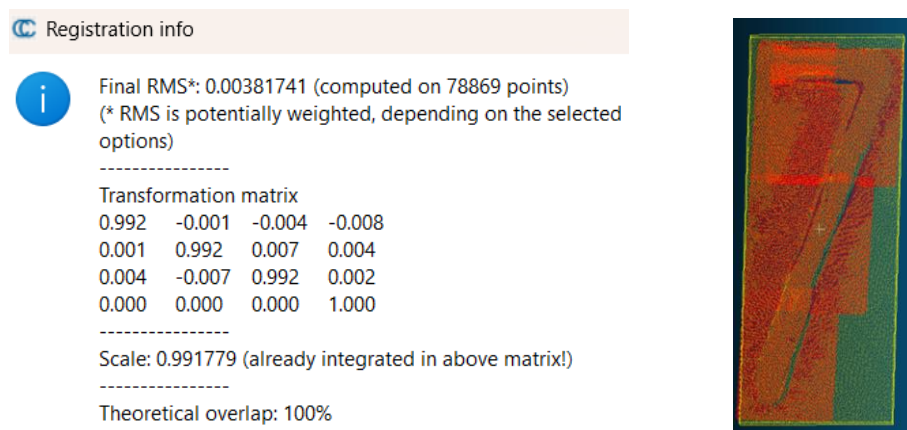 Registration info
Final RMS*: 0.00381741 (computed on 78869 points)
(* RMS is potentially weighted, depending on the selected
options)
----------------
Transformation matrix
0.992 -0.001 -0.004 -0.008
0.001 0.992 0.007 0.004
0.004 -0.007 0.992 0.002
0.000 0.000 0.000 1.000
----------------
Scale: 0.991779 (already integrated in above matrix!)
----------------
Theoretical overlap: 100%